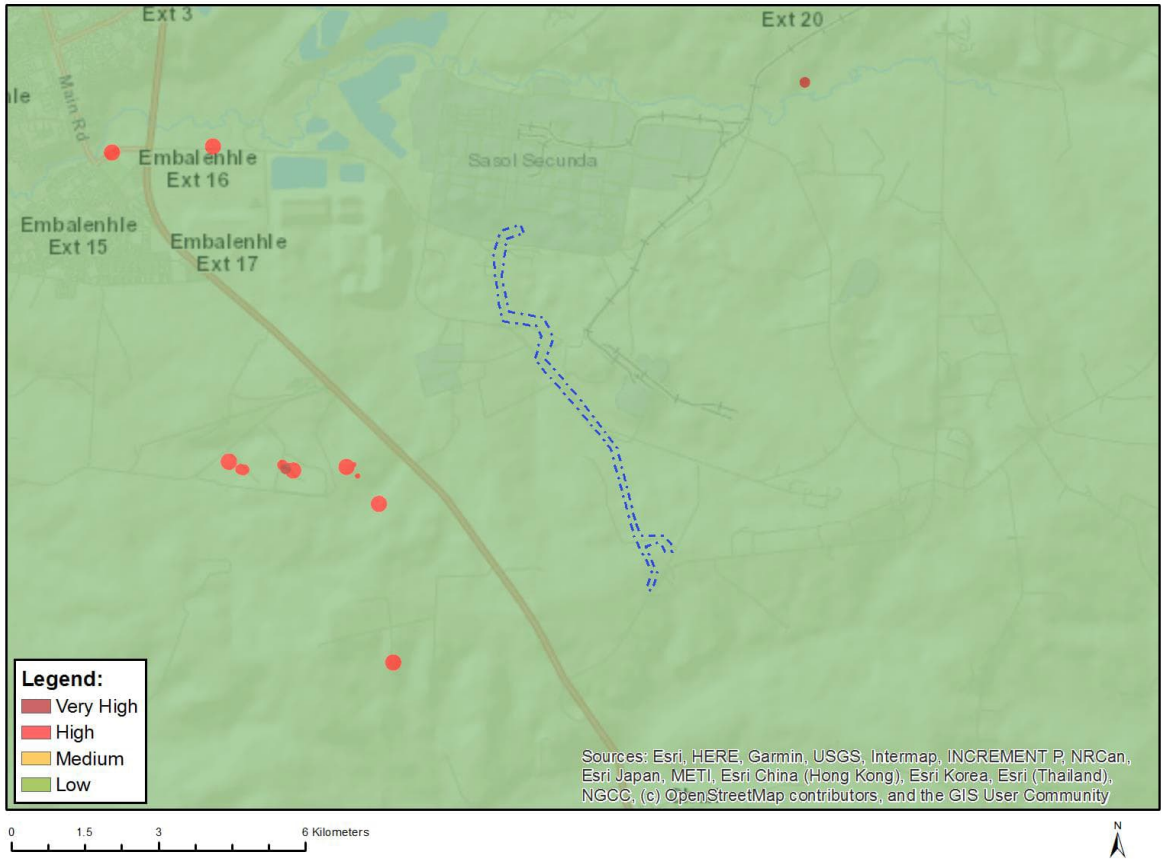 Ext 3
Ext 20
Main Rd
hle
Embalenhle
Ext 16
Sasol Secunda
Embalenhle
Ext 15
Embalenhle
Ext 17
Legend:
Very High
High
Medium
Low
Sources: Esri, HERE, Garmin, USGS, Intermap, INCREMENT P, NRCan,
Esri Japan, METI, Esri China (Hong Kong), Esri Korea, Esri (Thailand),
NGCC, (c) OpenStreetMap contributors, and the GIS User Community
0 1.5 3 6 Kilometers
N